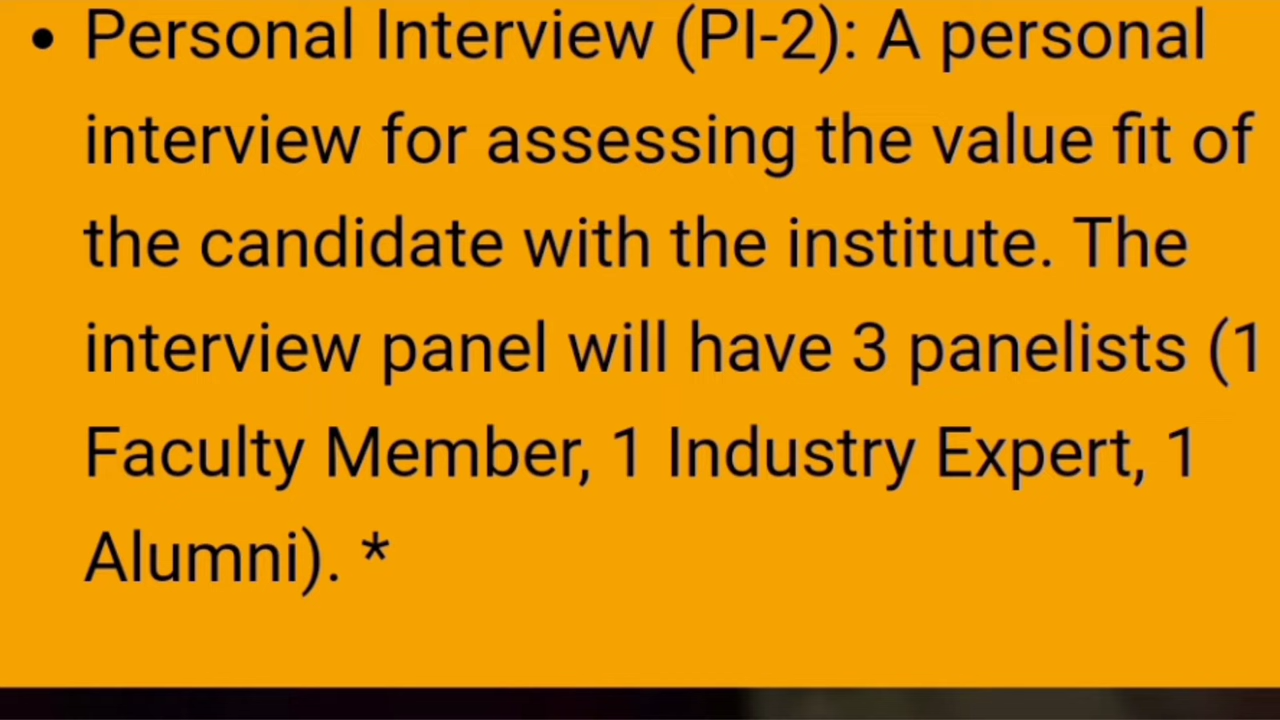 • Personal Interview (PI-2): A personal
interview for assessing the value fit of
the candidate with the institute. The
interview panel will have 3 panelists (1
Faculty Member, 1 Industry Expert, 1
Alumni). *